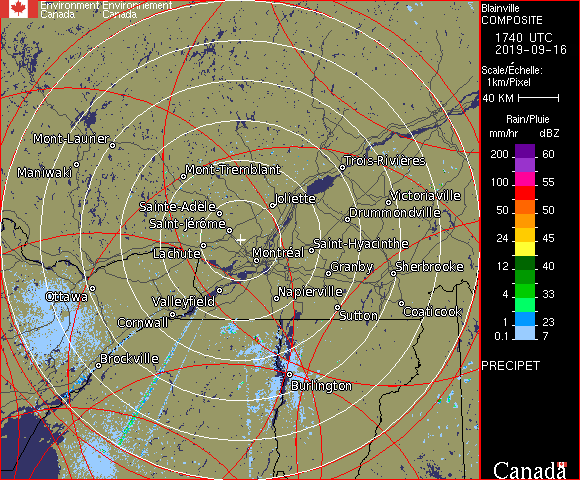 Environment Environnement
Canada Canada
Blainville
COMPOSITE
1740 UTC
2019-09-16
Scale/Échelle:
1km/Pixel
40 KM
Rain/Pluie
mm/hr dBZ
200 60
100 55
50 50
24 45
12 40
4 33
1 23
0.1 7
PRECIPET
Canada
Mont-Laurier
Maniwaki
Mont-Tremblant
Trois-Rivières
Joliette
Victoriaville
Sainte-Adèle
Drummondville
Saint-Jérôme
Saint-Hyacinthe
Lachute
Montréal
Granby
Sherbrooke
Ottawa
Valleyfield
Napierville
Cornwall
Sutton
Coaticook
Brockville
Burlington